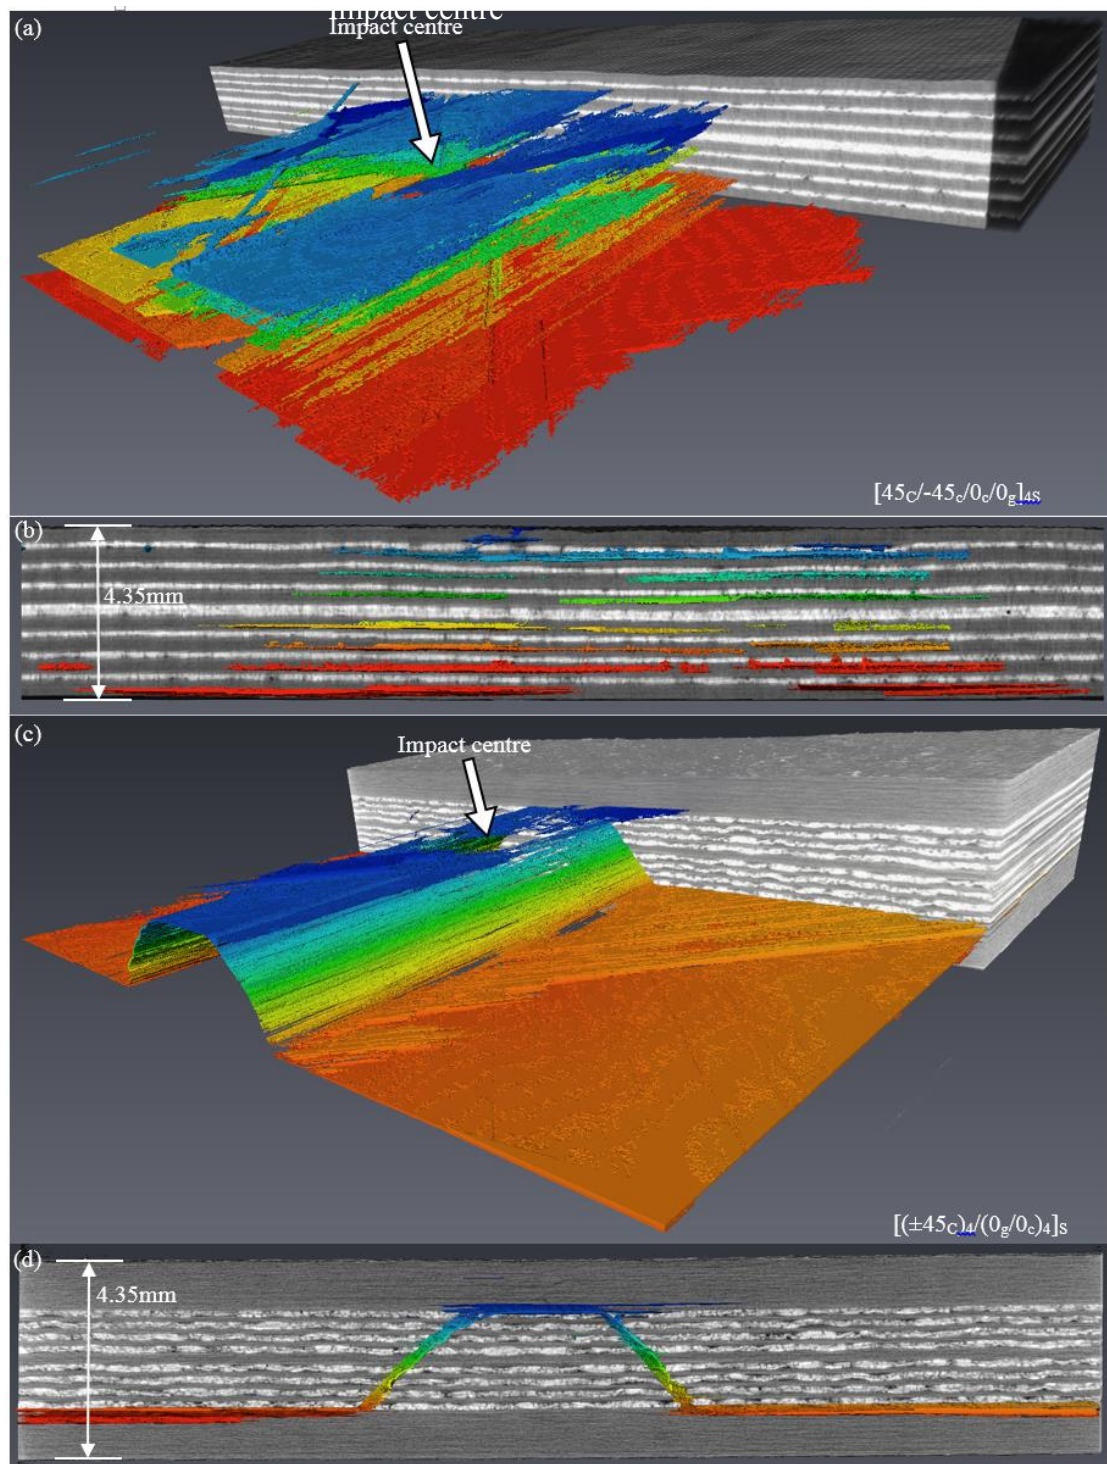 Impact centre
(a)
Impact centre
[45C/-45c/0c/0g]4S
(b)
4.35mm
(c)
Impact centre
[(±45C)4/(0g/0c)4]S
(d)
4.35mm